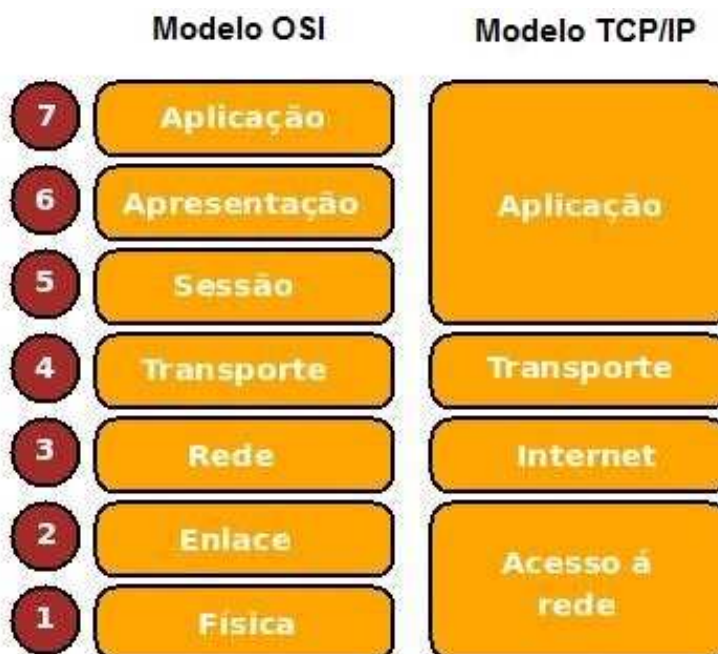 Modelo OSI
Modelo TCP/IP
7
Aplicação
6
Apresentação
5
Sessão
Aplicação
4
Transporte
Transporte
3
Rede
Internet
2
Enlace
1
Física
Acesso á
rede